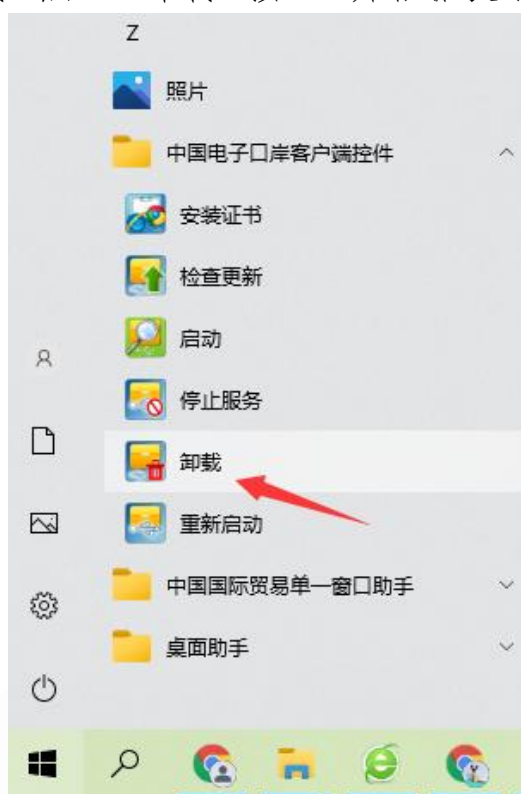 Z
照片
中国电子口岸客户端控件
安装证书
检查更新
启动
停止服务
卸载
重新启动
中国国际贸易单一窗口助手
桌面助手